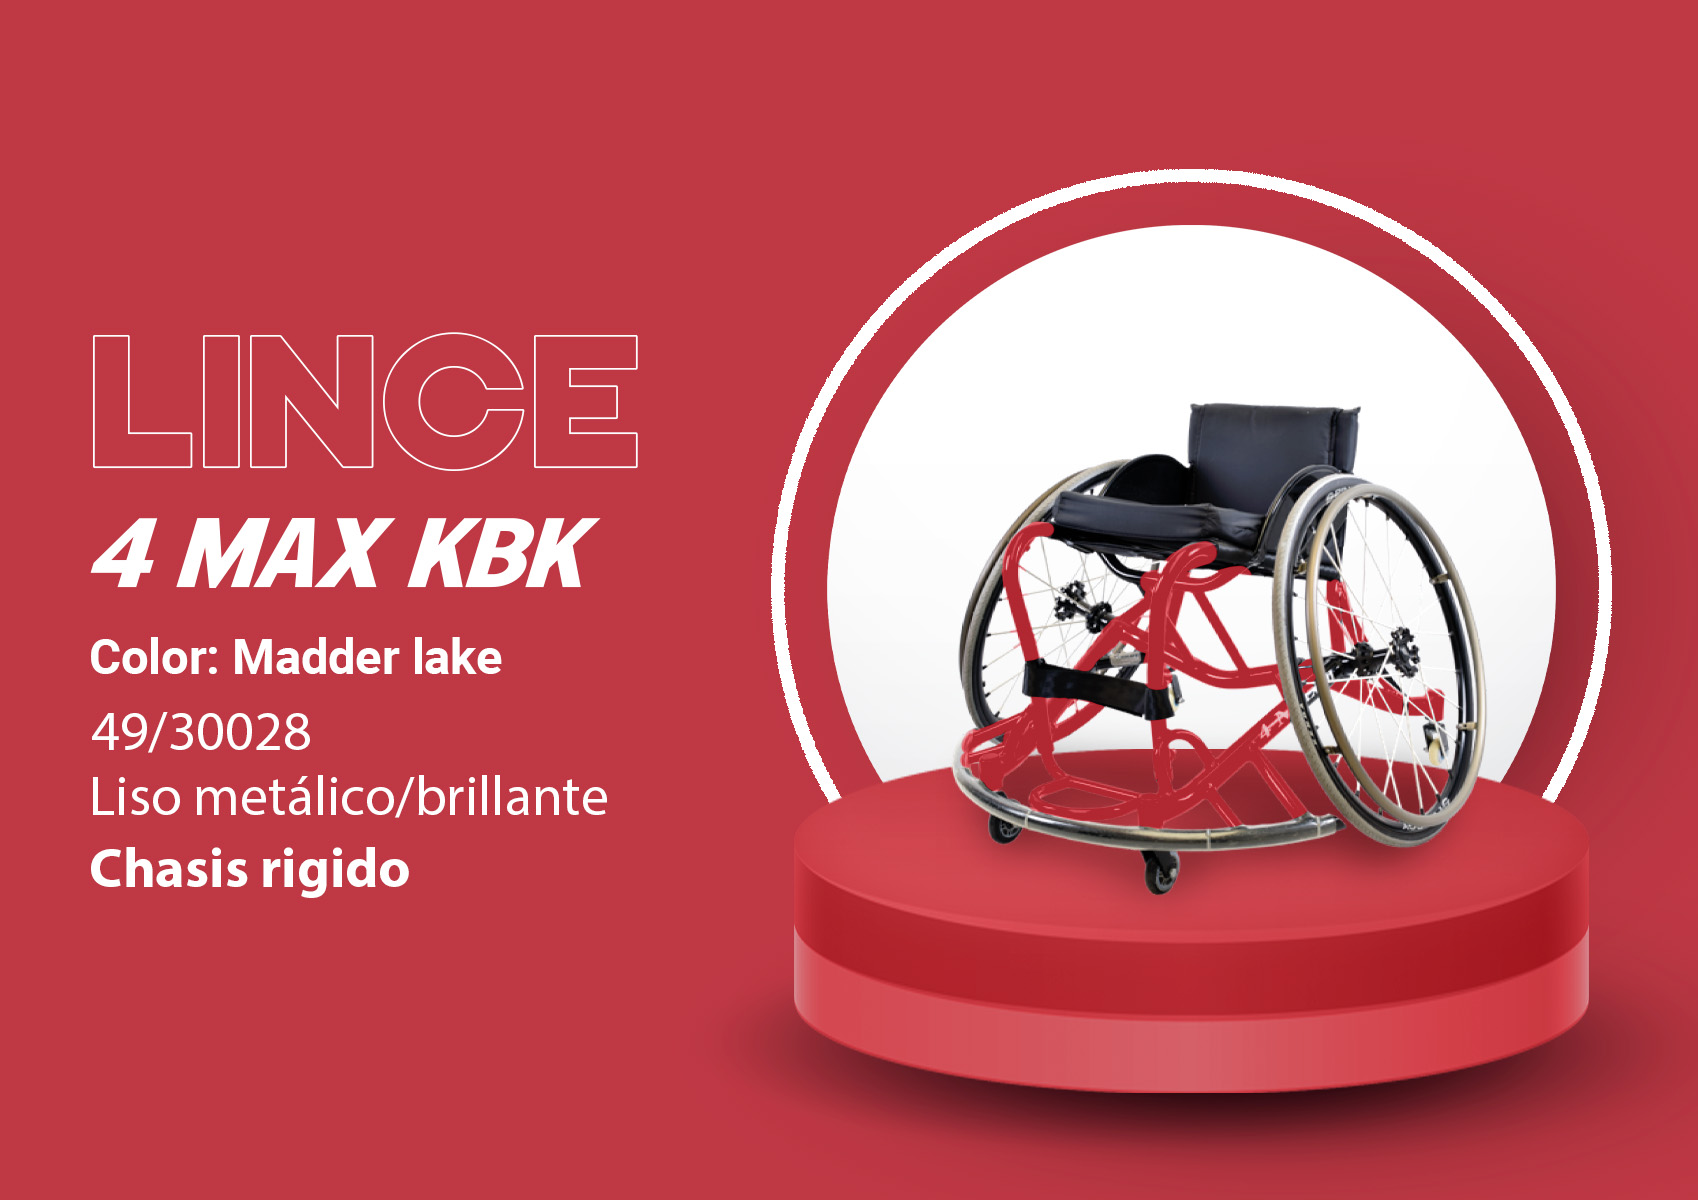 LINCE
4 MAX KBK
Color: Madder lake
49/30028
Liso metálico/brillante
Chasis rigido